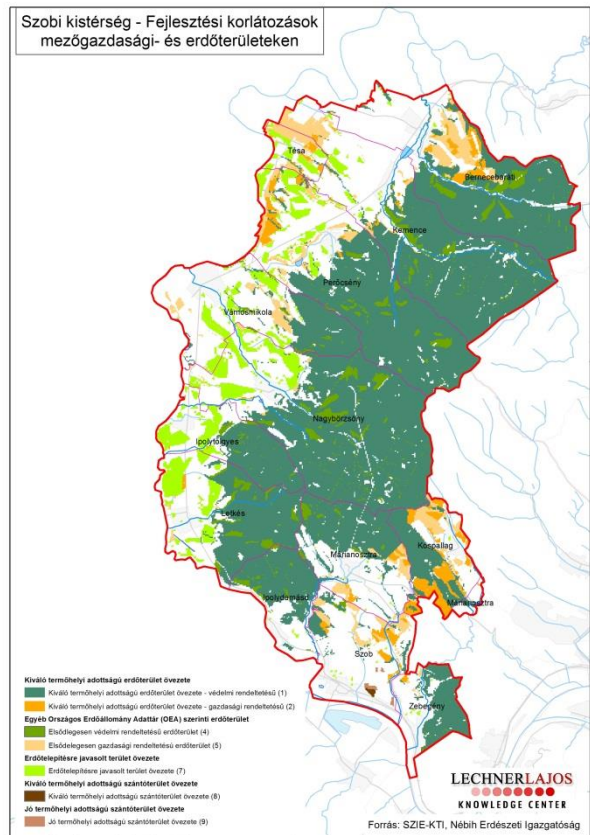 Szobi kistérség - Fejlesztési korlátozások
mezőgazdasági- és erdőterületeken
Tésa
Bernecebaráti
Kemence
Perőcsény
Vámosmikola
Nagybörzsöny
Ipolytölgyes
Letkés
Márianosztra
Kóspallag
Ipolydamásd
Márianosztra
Szob
Zebegény
Kiváló termőhelyi adottságú erdőterület övezete
Kiváló termőhelyi adottságú erdőterület övezete - védelmi rendeltetésű (1)
Kiváló termőhelyi adottságú erdőterület övezete - gazdasági rendeltetésű (2)
Egyéb Országos Erdőállomány Adattár (OEA) szerinti erdőterület
Elsődlegesen védelmi rendeltetésű erdőterület (4)
Elsődlegesen gazdasági rendeltetésű erdőterület (5)
Erdőtelepítésre javasolt terület övezete
Erdőtelepítésre javasolt terület övezete (7)
Kiváló termőhelyi adottságú szántóterület övezete
Kiváló termőhelyi adottságú szántóterület övezete (8)
Jó termőhelyi adottságú szántóterület övezete
Jó termőhelyi adottságú szántóterület övezete (9)
LECHNERLAJOS
KNOWLEDGE CENTER
Forrás: SZIE-KTI, Nébih Erdészeti Igazgatóság